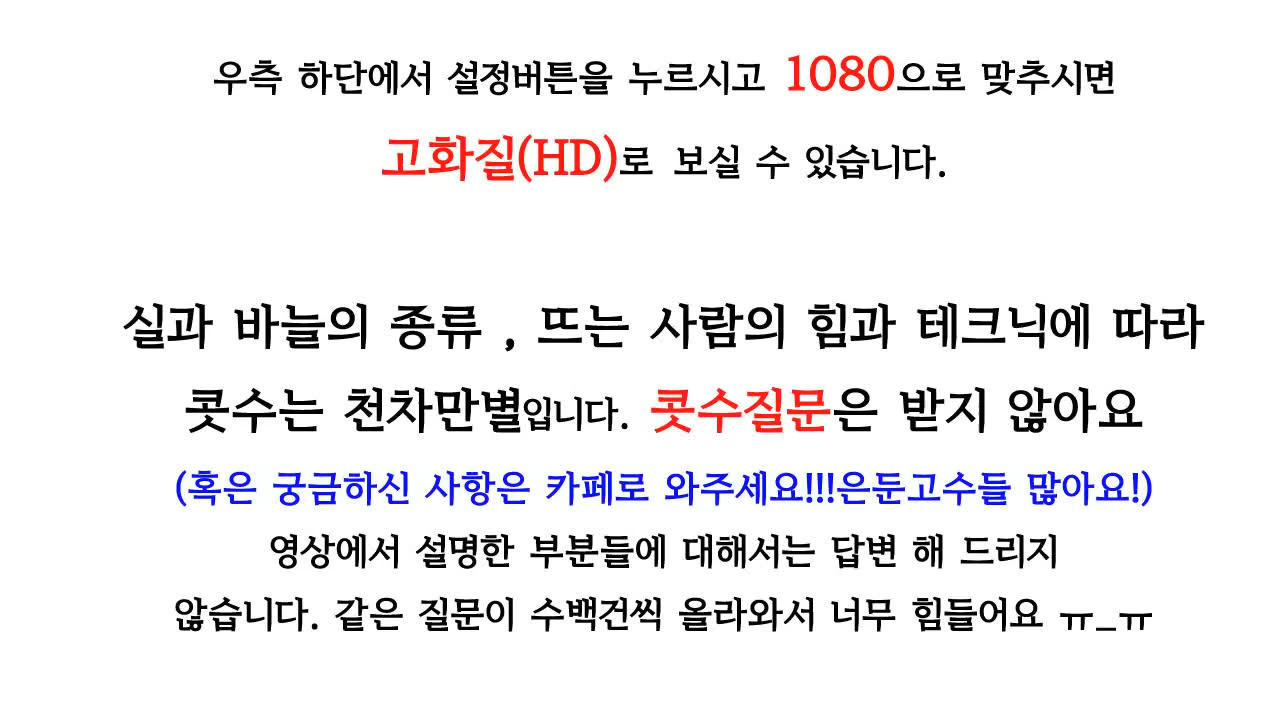 우측 하단에서 설정버튼을 누르시고 1080으로 맞추시면
고화질(HD)로 보실 수 있습니다.
실과 바늘의 종류 , 뜨는 사람의 힘과 테크닉에 따라
콧수는 천차만별입니다. 콧수질문은 받지 않아요
(혹은 궁금하신 사항은 카페로 와주세요!!!은둔고수들 많아요!)
영상에서 설명한 부분들에 대해서는 답변 해 드리지
않습니다. 같은 질문이 수백건씩 올라와서 너무 힘들어요 ㅠ_ㅠ